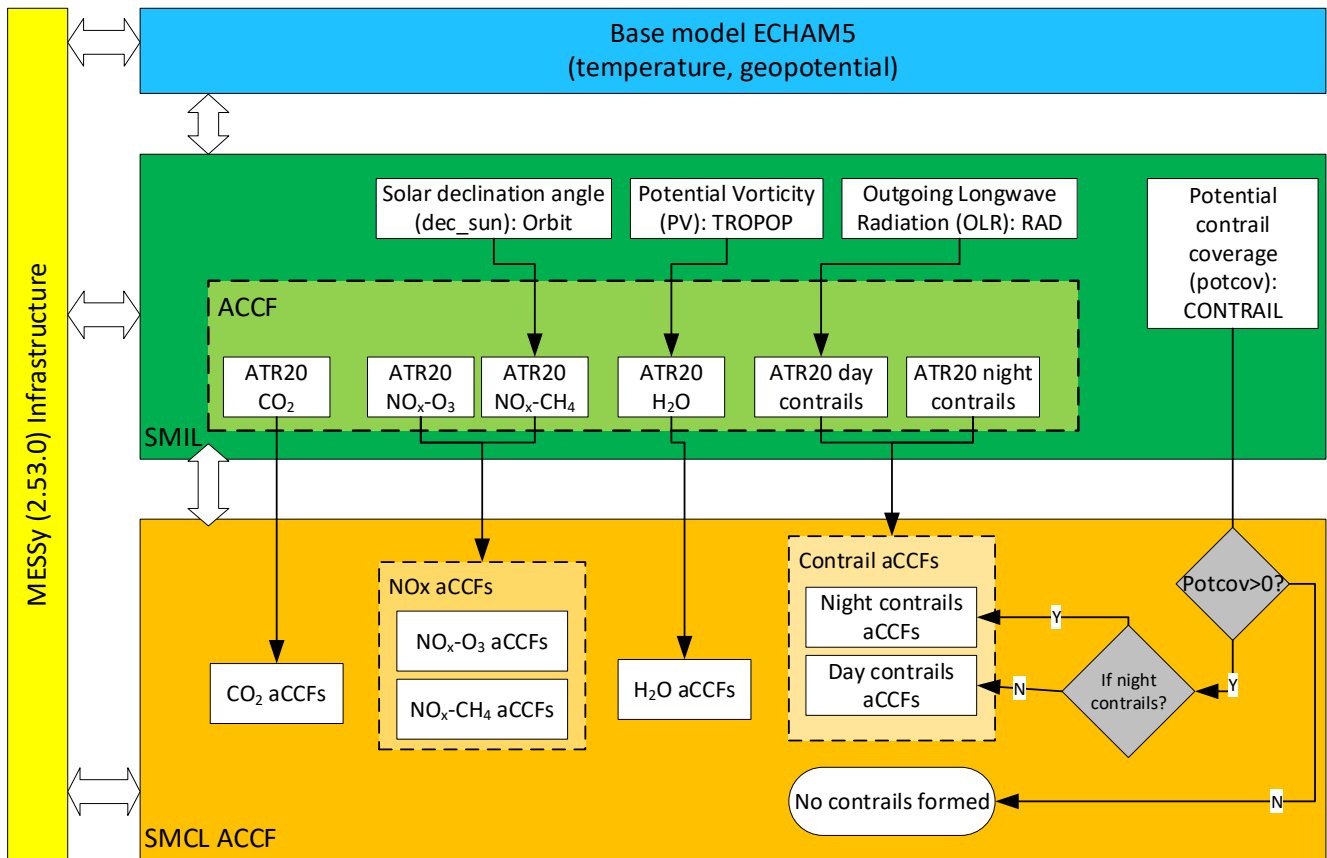 MESSy (2.53.0) Infrastructure
Base model ECHAM5
(temperature, geopotential)
Solar declination angle
(dec_sun): Orbit
Potential Vorticity
(PV): TROPOP
Outgoing Longwave
Radiation (OLR): RAD
Potential
contrail
coverage
(potcov):
CONTRAIL
ACCF
ATR20
CO₂
ATR20
NOₓ-O₃
ATR20
NOₓ-CH₄
ATR20
H₂O
ATR20 day
contrails
ATR20 night
contrails
SMIL
Contrail aCCFs
NOx aCCFs
Potcov>0?
Night contrails
aCCFs
Y
NOₓ-O₃ aCCFs
Day contrails
aCCFs
N
If night
contrails?
Y
CO₂ aCCFs
NOₓ-CH₄ aCCFs
H₂O aCCFs
No contrails formed
N
SMCL ACCF